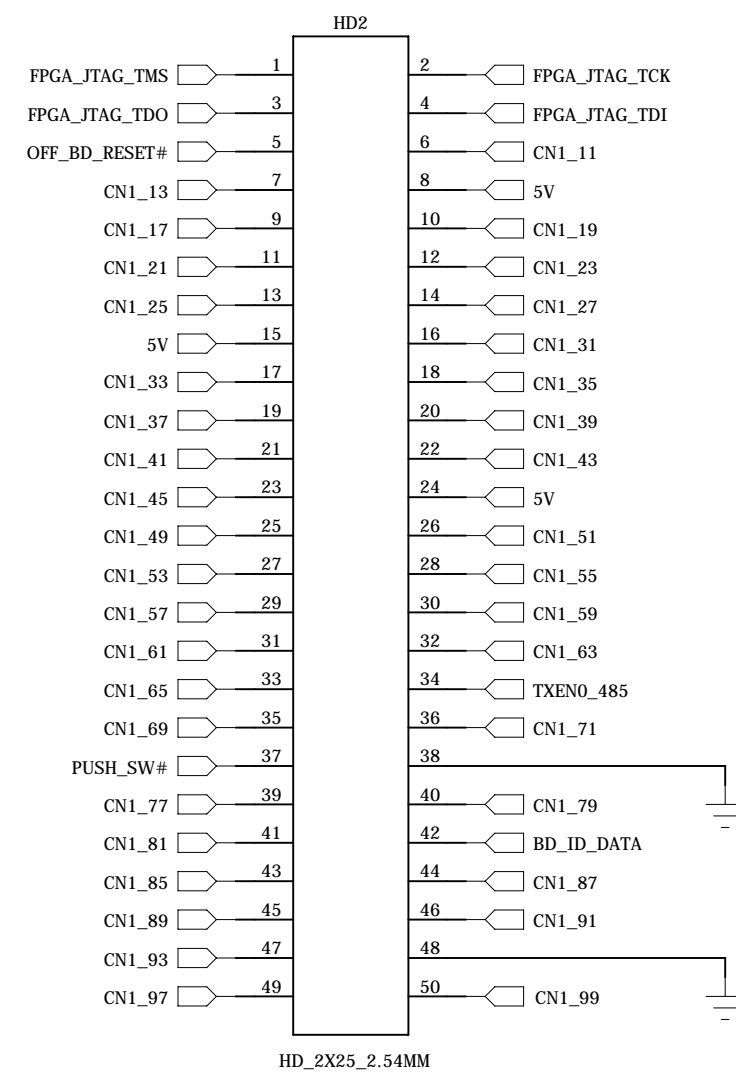 HD2
FPGA_JTAG_TMS 1 2 FPGA_JTAG_TCK
FPGA_JTAG_TDO 3 4 FPGA_JTAG_TDI
OFF_BD_RESET# 5 6 CN1_11
CN1_13 7 8 5V
CN1_17 9 10 CN1_19
CN1_21 11 12 CN1_23
CN1_25 13 14 CN1_27
5V 15 16 CN1_31
CN1_33 17 18 CN1_35
CN1_37 19 20 CN1_39
CN1_41 21 22 CN1_43
CN1_45 23 24 5V
CN1_49 25 26 CN1_51
CN1_53 27 28 CN1_55
CN1_57 29 30 CN1_59
CN1_61 31 32 CN1_63
CN1_65 33 34 TXEN0_485
CN1_69 35 36 CN1_71
PUSH_SW# 37 38
CN1_77 39 40 CN1_79
CN1_81 41 42 BD_ID_DATA
CN1_85 43 44 CN1_87
CN1_89 45 46 CN1_91
CN1_93 47 48
CN1_97 49 50 CN1_99
HD_2X25_2.54MM